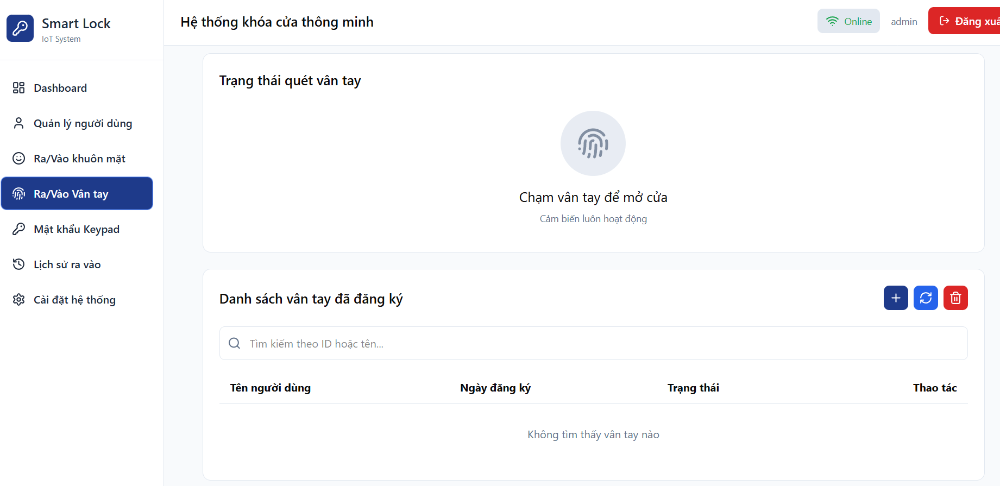 Smart Lock
IoT System
Hệ thống khóa cửa thông minh
Online
admin
Đăng xuấ
Dashboard
Quản lý người dùng
Ra/Vào khuôn mặt
Ra/Vào Vân tay
Mật khẩu Keypad
Lịch sử ra vào
Cài đặt hệ thống
Trạng thái quét vân tay
Chạm vân tay để mở cửa
Cảm biến luôn hoạt động
Danh sách vân tay đã đăng ký
Tìm kiếm theo ID hoặc tên...
Tên người dùng Ngày đăng ký Trạng thái Thao tác
Không tìm thấy vân tay nào